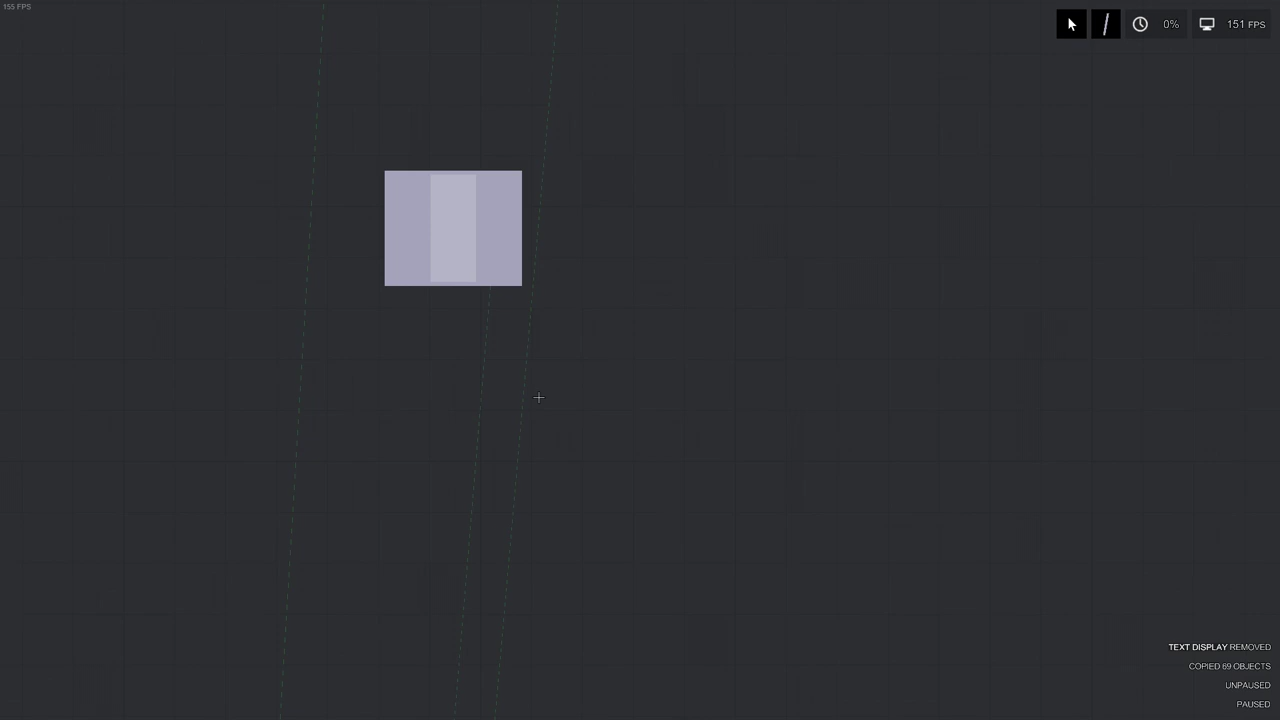 155 FPS
0%
151 FPS
TEXT DISPLAY REMOVED
COPIED 69 OBJECTS
UNPAUSED
PAUSED